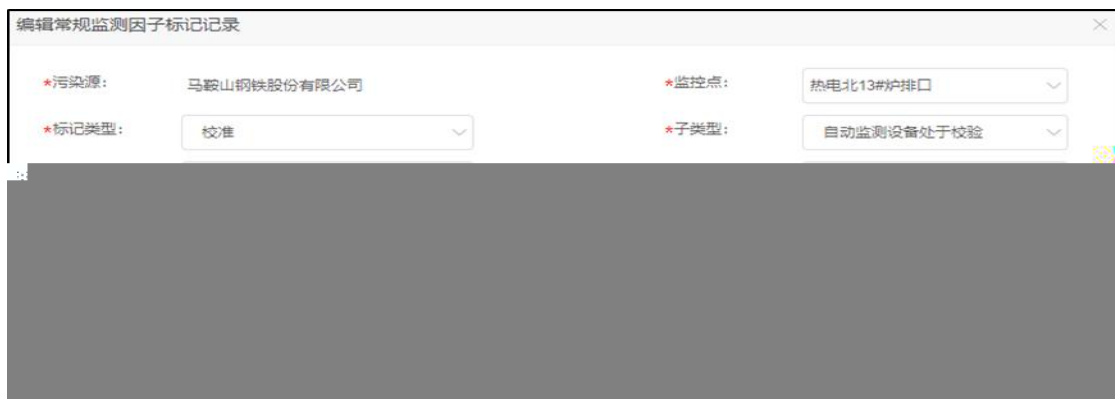 编辑常规监测因子标记记录
*污染源： 马鞍山钢铁股份有限公司 *监控点： 热电北13#炉排口
*标记类型： 校准 *子类型： 自动监测设备处于校验